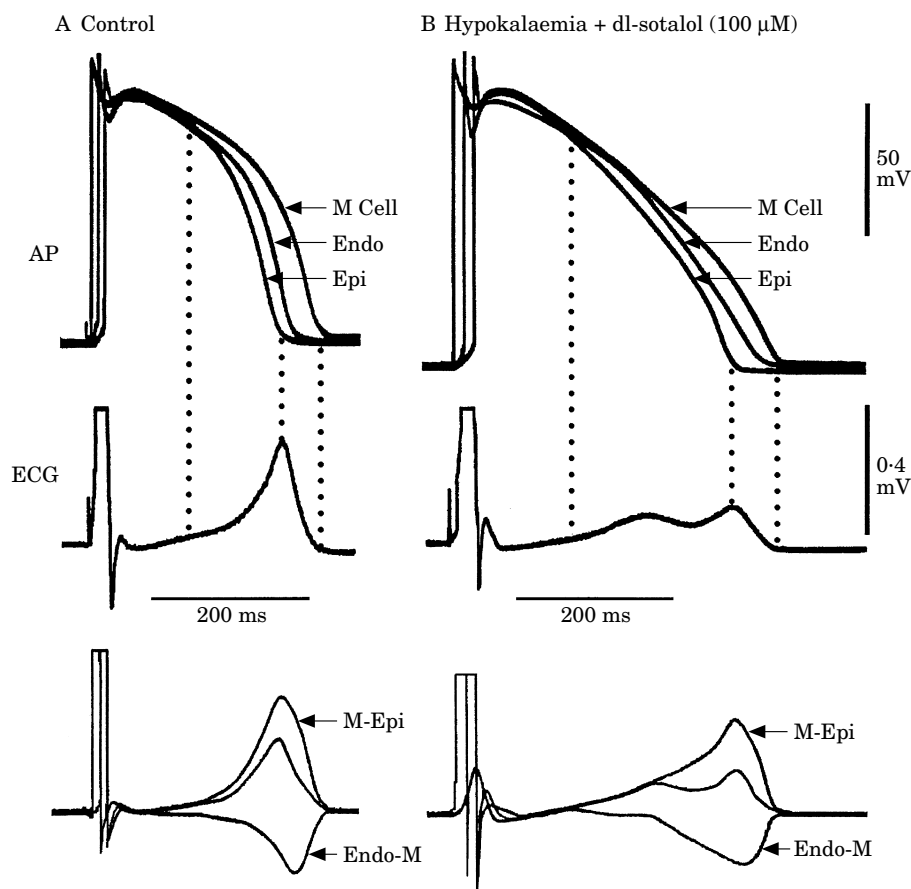 A Control
B Hypokalaemia + dl-sotalol (100 μM)
AP
M Cell
Endo
Epi
M Cell
Endo
Epi
50
mV
ECG
0·4
mV
200 ms
200 ms
M-Epi
Endo-M
M-Epi
Endo-M